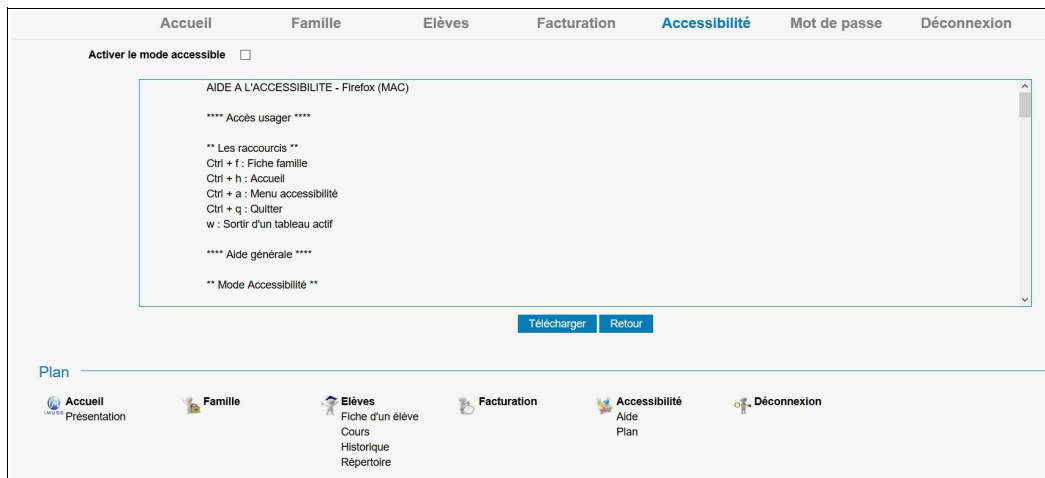 Accueil Famille Elèves Facturation Accessibilité Mot de passe Déconnexion
Activer le mode accessible
AIDE A L'ACCESSIBILITE - Firefox (MAC)
**** Accès usager ****
** Les raccourcis **
Ctrl + f : Fiche famille
Ctrl + h : Accueil
Ctrl + a : Menu accessibilité
Ctrl + q : Quitter
w : Sortir d'un tableau actif
**** Aide générale ****
** Mode Accessibilité **
Télécharger Retour
Plan
Accueil Famille Elèves Facturation Accessibilité Déconnexion
iMUSE Présentation Fiche d'un élève Aide
Cours Plan
Historique
Répertoire